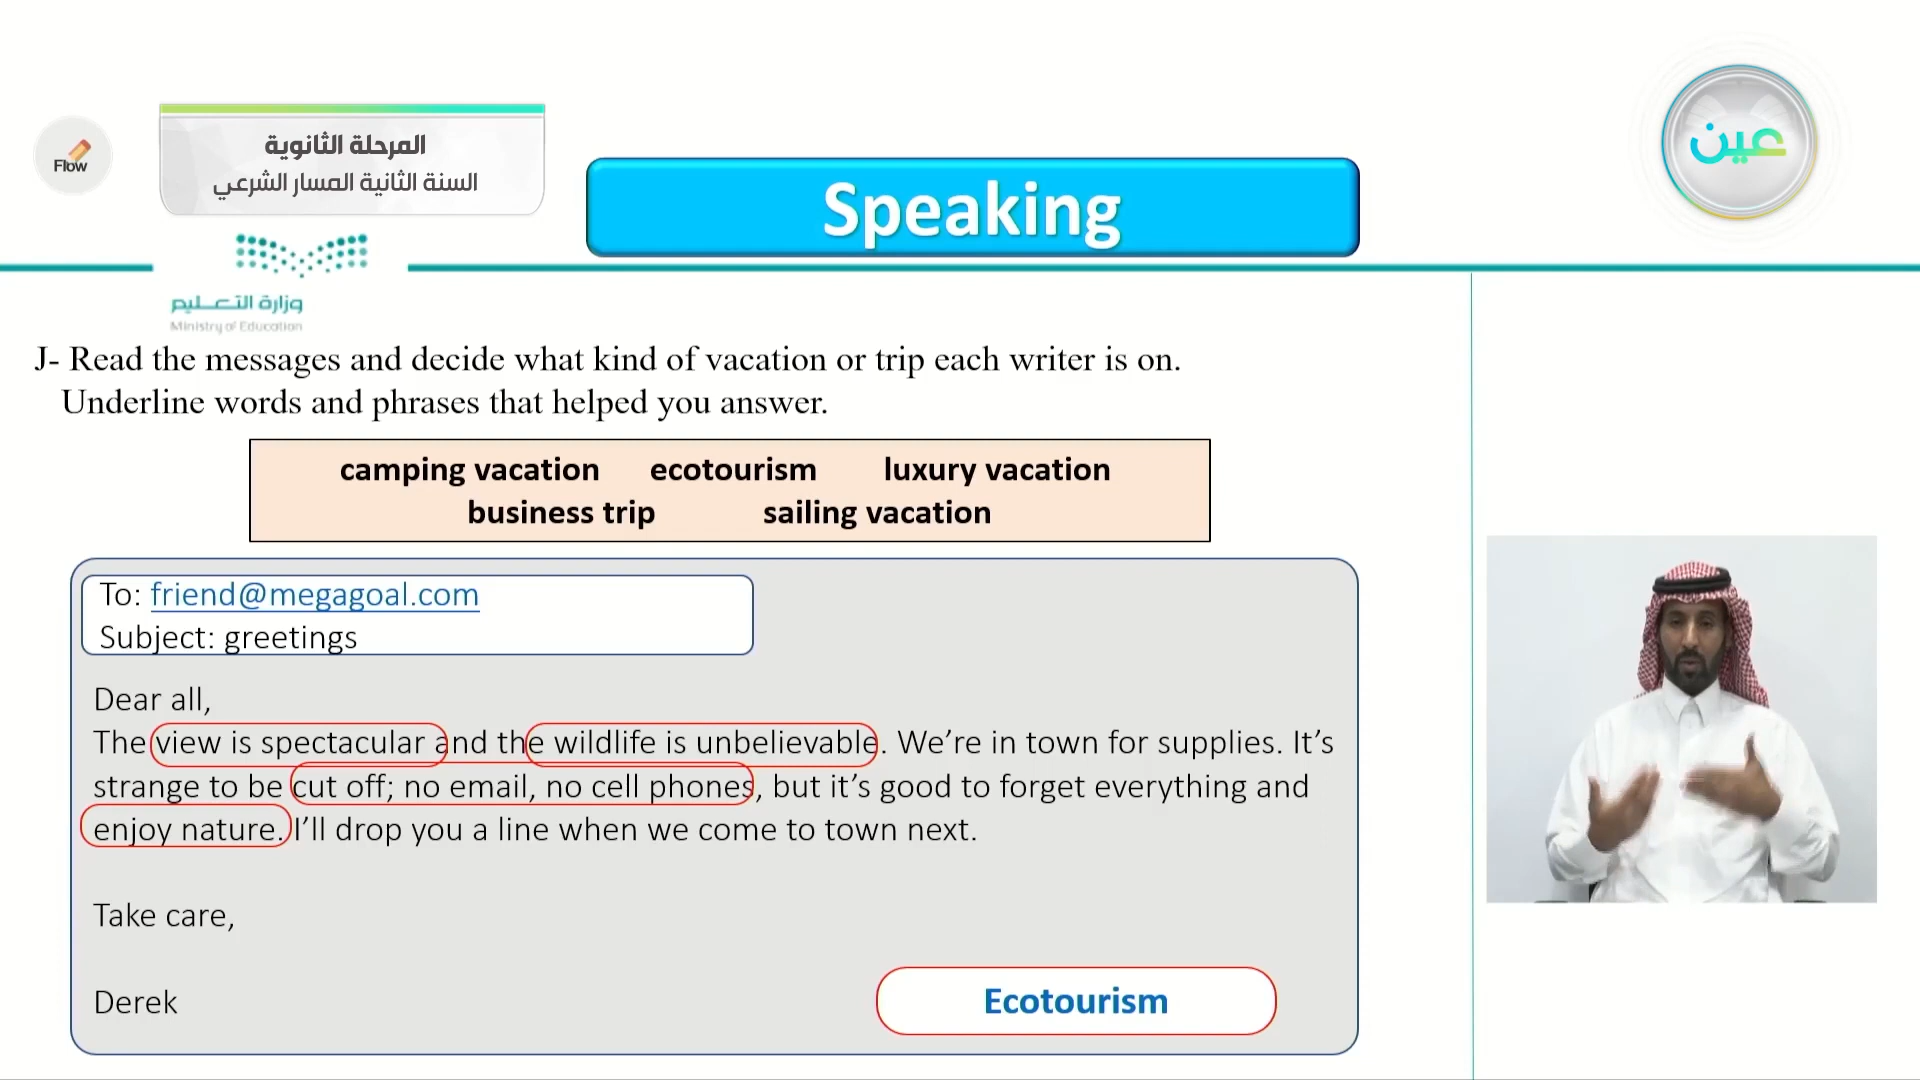 Flow
المرحلة الثانوية
السنة الثانية المسار الشرعي
عين
Speaking
وزارة التعليم
Ministry of Education
J- Read the messages and decide what kind of vacation or trip each writer is on.
Underline words and phrases that helped you answer.
camping vacation ecotourism luxury vacation
business trip sailing vacation
To: friend@megagoal.com
Subject: greetings
Dear all,
The view is spectacular and the wildlife is unbelievable. We’re in town for supplies. It’s
strange to be cut off; no email, no cell phones, but it’s good to forget everything and
enjoy nature. I’ll drop you a line when we come to town next.
Take care,
Derek
Ecotourism